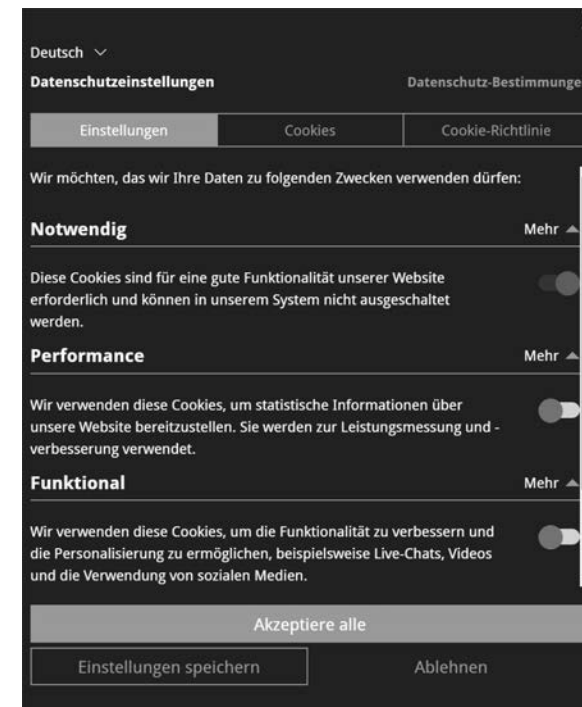 Deutsch
Datenschutzeinstellungen
Datenschutz-Bestimmunge
Einstellungen
Cookies
Cookie-Richtlinie
Wir möchten, das wir Ihre Daten zu folgenden Zwecken verwenden dürfen:
Notwendig
Mehr
Diese Cookies sind für eine gute Funktionalität unserer Website
erforderlich und können in unserem System nicht ausgeschaltet
werden.
Performance
Mehr
Wir verwenden diese Cookies, um statistische Informationen über
unsere Website bereitzustellen. Sie werden zur Leistungsmessung und -
verbesserung verwendet.
Funktional
Mehr
Wir verwenden diese Cookies, um die Funktionalität zu verbessern und
die Personalisierung zu ermöglichen, beispielsweise Live-Chats, Videos
und die Verwendung von sozialen Medien.
Akzeptiere alle
Einstellungen speichern
Ablehnen